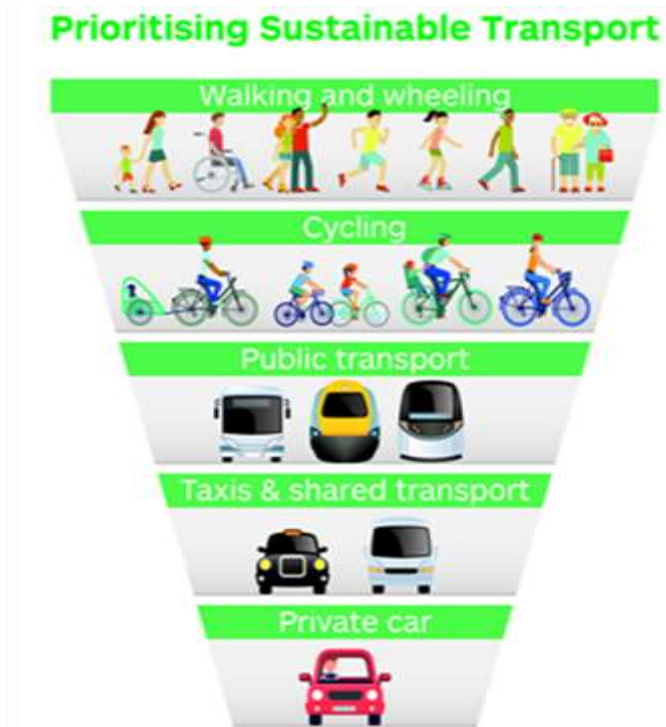 Prioritising Sustainable Transport
Walking and wheeling
Cycling
Public transport
Taxis & shared transport
Private car